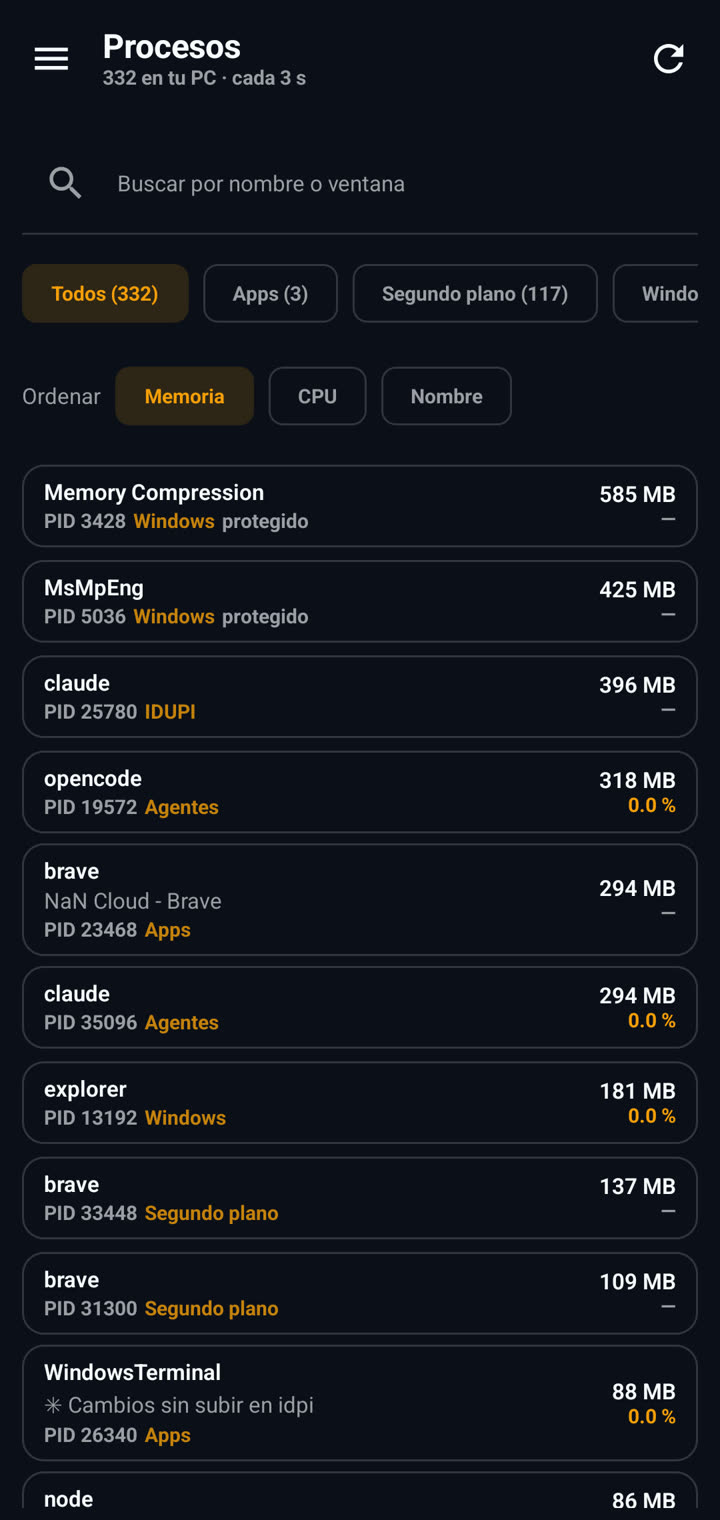 Procesos
332 en tu PC · cada 3 s
Buscar por nombre o ventana
Todos (332)
Apps (3)
Segundo plano (117)
Windo
Ordenar
Memoria
CPU
Nombre
Memory Compression
585 MB
PID 3428 Windows protegido
—
MsMpEng
425 MB
PID 5036 Windows protegido
—
claude
396 MB
PID 25780 IDUPI
—
opencode
318 MB
PID 19572 Agentes
0.0 %
brave
NaN Cloud - Brave
294 MB
PID 23468 Apps
—
claude
294 MB
PID 35096 Agentes
0.0 %
explorer
181 MB
PID 13192 Windows
0.0 %
brave
137 MB
PID 33448 Segundo plano
—
brave
109 MB
PID 31300 Segundo plano
—
WindowsTerminal
✳ Cambios sin subir en idpi
88 MB
PID 26340 Apps
0.0 %
node
86 MB